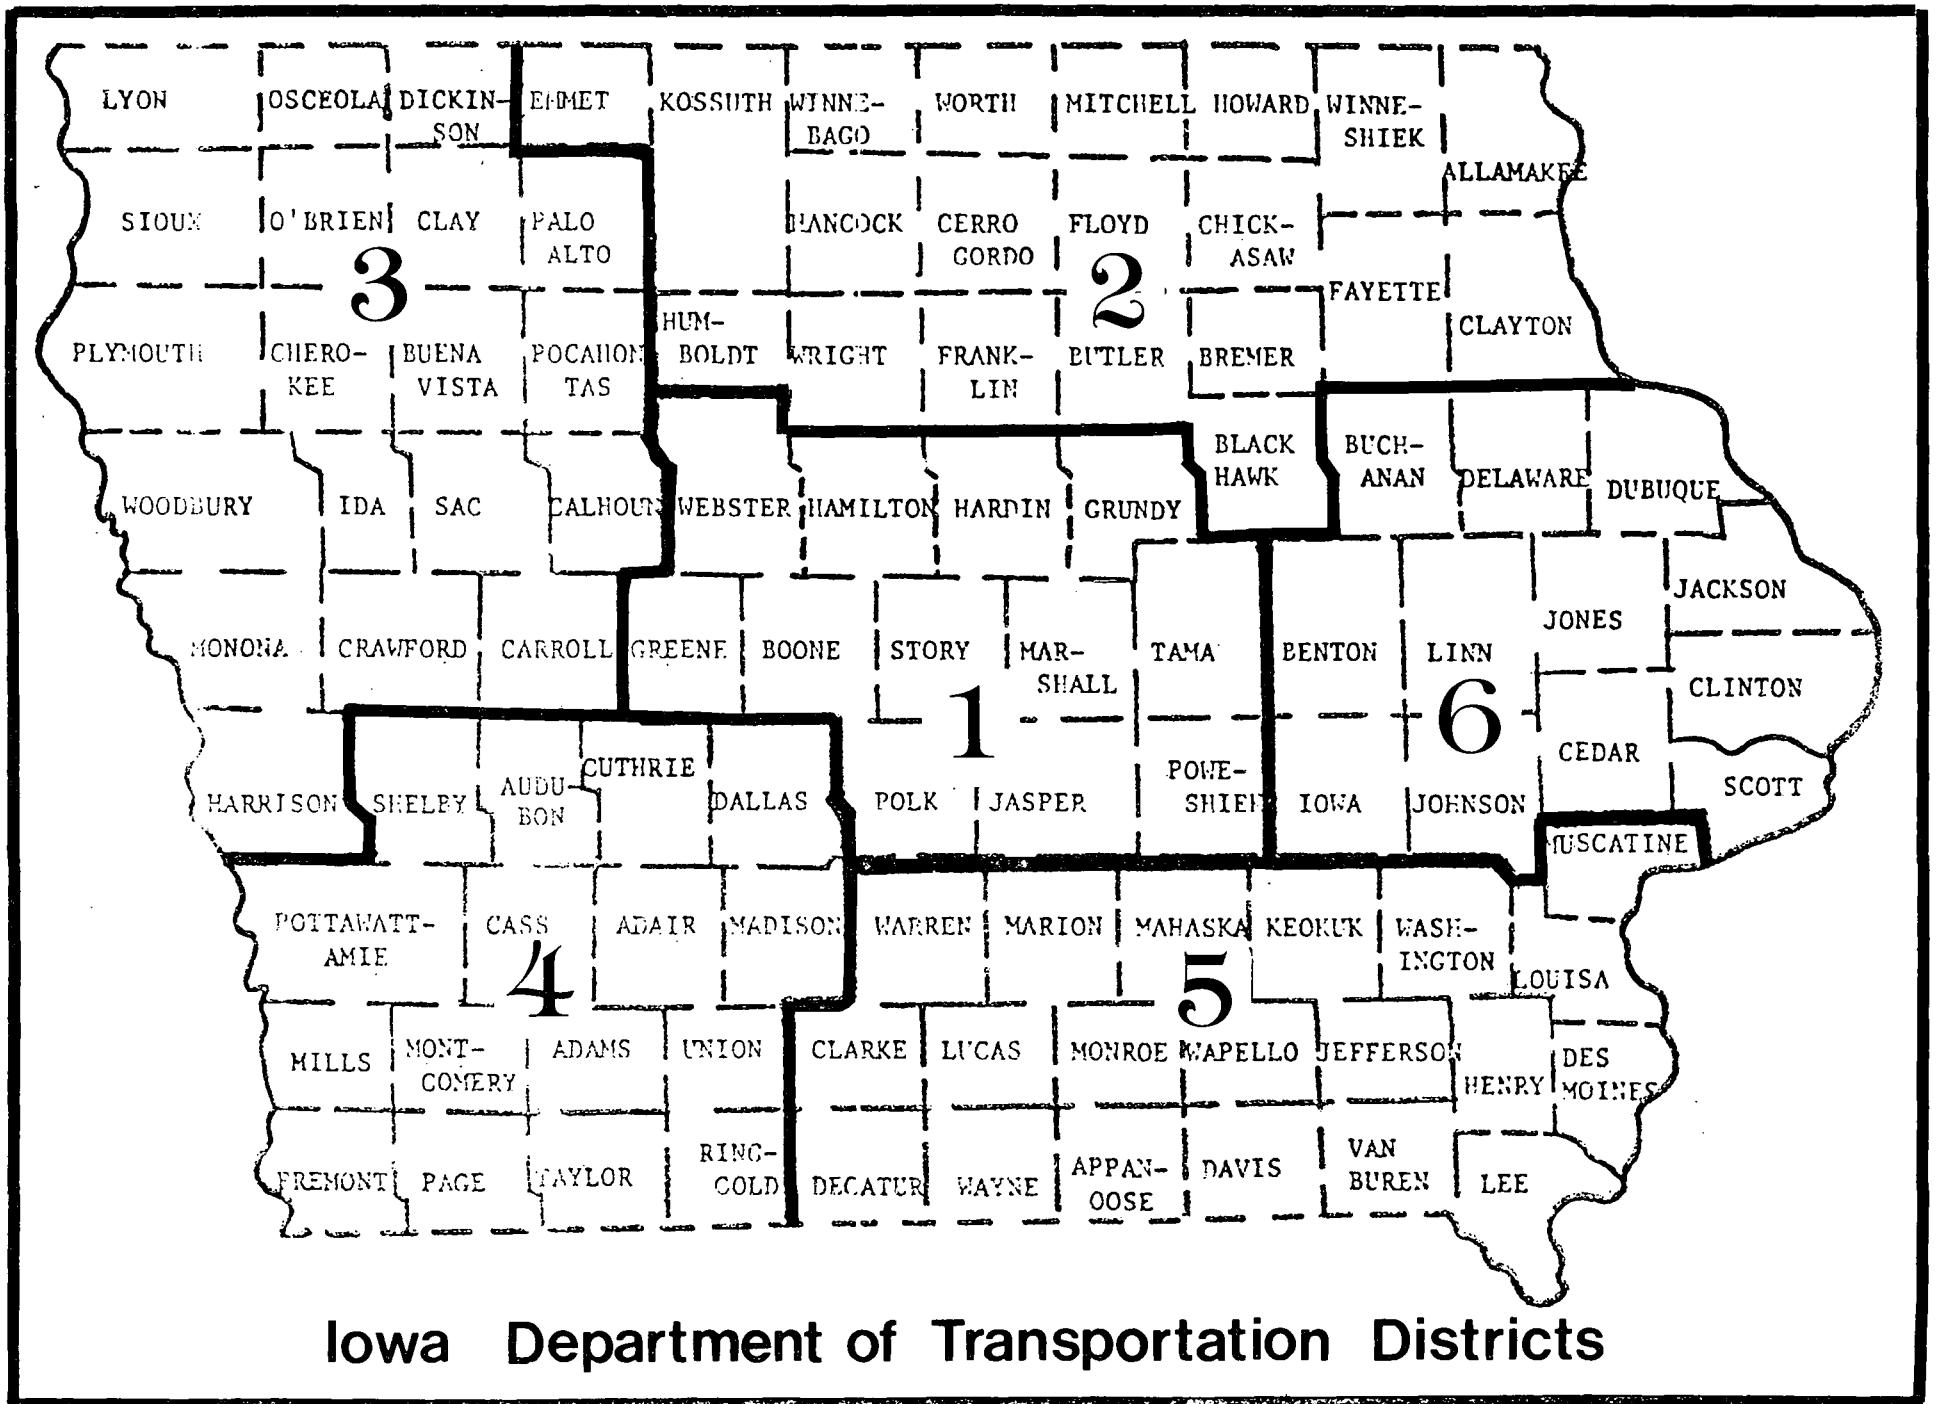 LYON OSCEOLA DICKIN- EMMET KOSSUTH WINNE- WORTH MITCHELL HOWARD WINNE-
SON BAGO SHIEK
ALLAMAKEE
SIOUX O'BRIEN CLAY PALO HANCOCK CERRO FLOYD CHICK-
ALTO GORDO ASAW
3 2 FAYETTE
HUM- CLAYTON
PLYMOUTH CHERO- BUENA POCAHON BOLDT WRIGHT FRANK- BUTLER BREMER
KEE VISTA TAS LIN
BLACK BUCH-
HAWK ANAN DELAWARE DUBUQUE
WOODBURY IDA SAC CALHOUN WEBSTER HAMILTON HARDIN GRUNDY
JACKSON
JONES
MONONA CRAWFORD CARROLL GREENE BOONE STORY MAR- TAMA BENTON LINN
SHALL CLINTON
1 6
GUTHRIE POWE- CEDAR
HARRISON SHELBY AUDU- DALLAS POLK JASPER SHIEK IOWA JOHNSON SCOTT
BON
MUSCATINE
POTTAWATT- CASS ADAIR MADISON WARREN MARION MAHASKA KEOKUK WASH-
AMIE INGTON
4 5 LOUISA
MILLS MONT- ADAMS UNION CLARKE LUCAS MONROE WAPELLO JEFFERSON DES
GOMERY HENRY MOINES
RING- VAN
FREMONT PAGE TAYLOR GOLD DECATUR WAYNE APPAN- DAVIS BUREN LEE
OOSE
Iowa Department of Transportation Districts